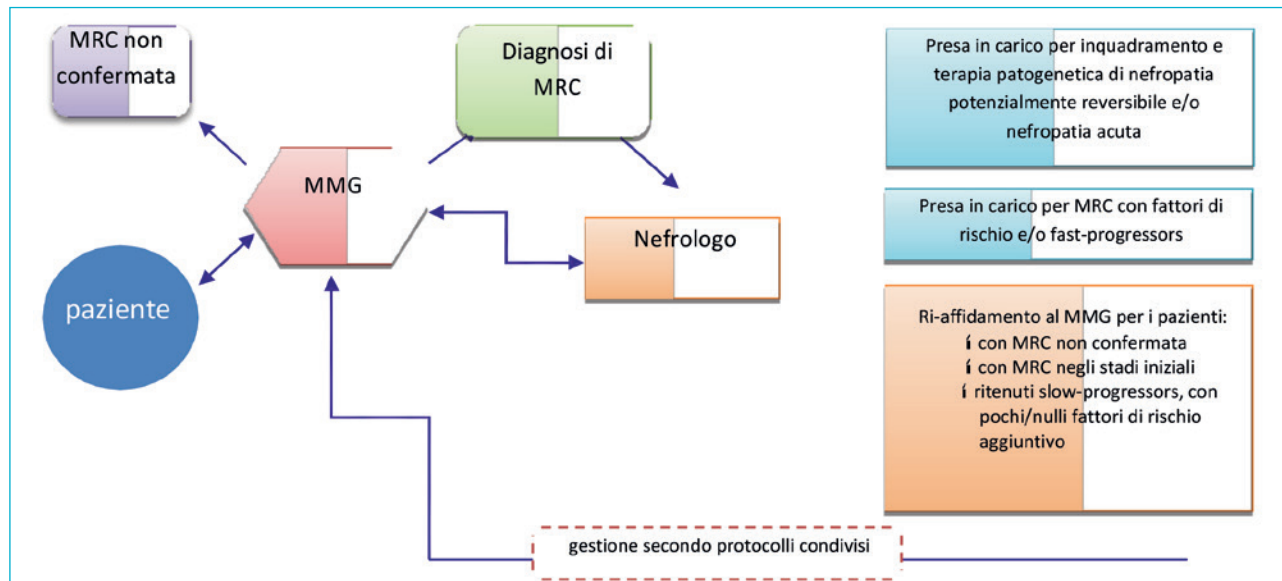 MRC non
confermata
Diagnosi di
MRC
MMG
Nefrologo
paziente
Presa in carico per inquadramento e
terapia patogenetica di nefropatia
potenzialmente reversibile e/o
nefropatia acuta
Presa in carico per MRC con fattori di
rischio e/o fast-progressors
Ri-affidamento al MMG per i pazienti:
í con MRC non confermata
í con MRC negli stadi iniziali
í ritenuti slow-progressors, con
pochi/nulli fattori di rischio
aggiuntivo
gestione secondo protocolli condivisi